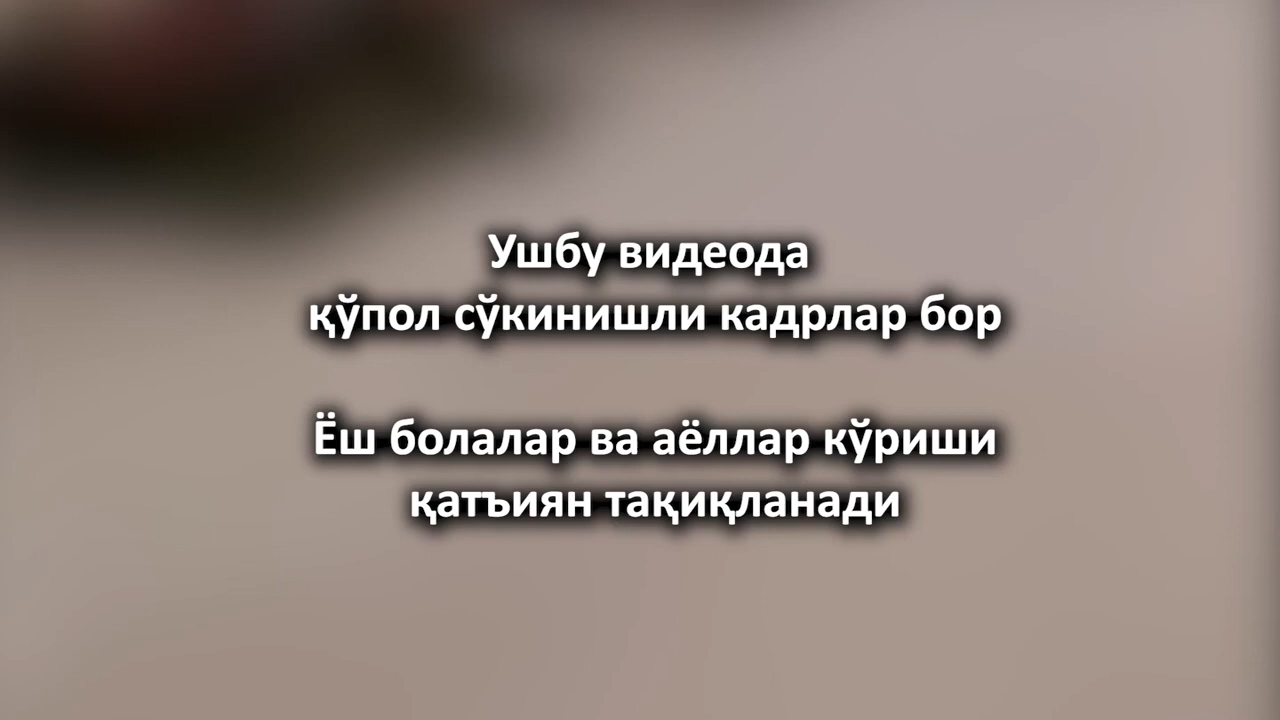 Ушбу видеода
қўпол сўкинишли кадрлар бор
Ёш болалар ва аёллар кўриши
қатъиян тақиқланади